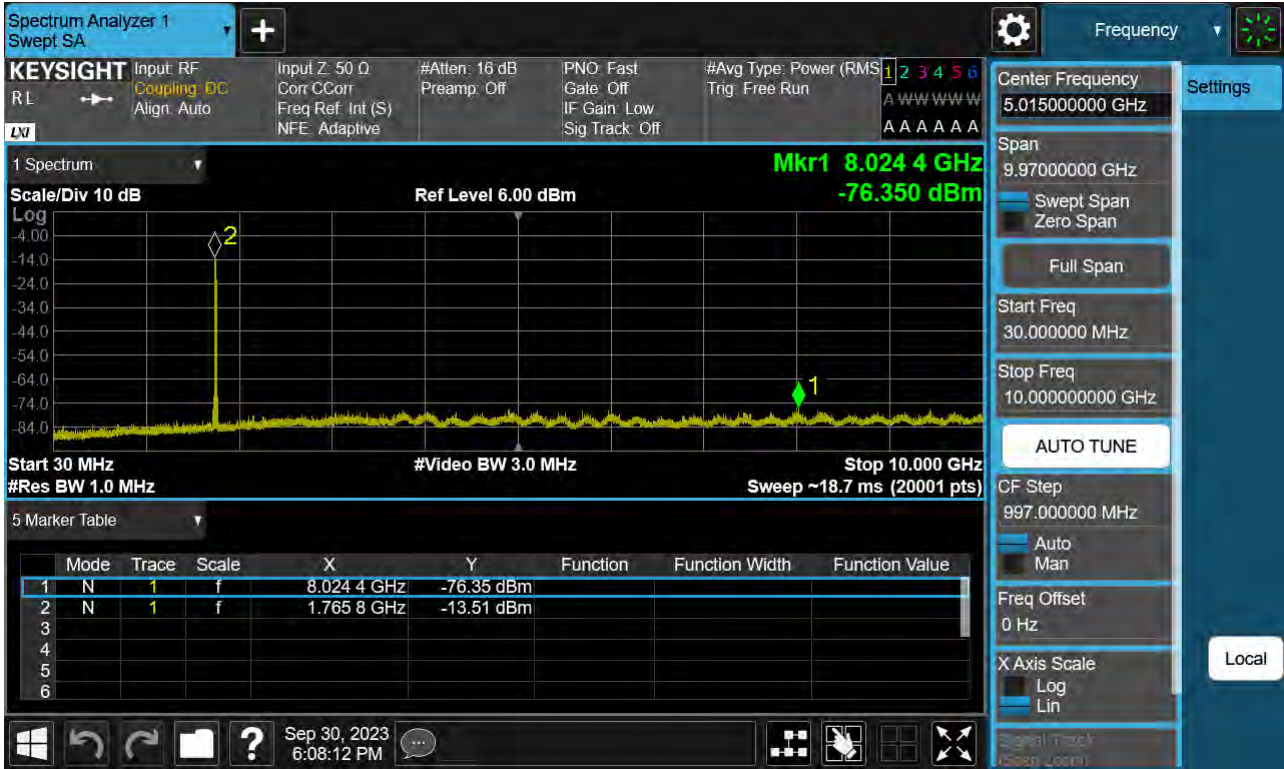 Spectrum Analyzer 1
Swept SA
+
Frequency
KEYSIGHT
RL
LXI
Input: RF
Coupling: DC
Align: Auto
Input Z: 50 Ω
Corr CCorr
Freq Ref: Int (S)
NFE: Adaptive
#Atten: 16 dB
Preamp: Off
PNO: Fast
Gate: Off
IF Gain: Low
Sig Track: Off
#Avg Type: Power (RMS
Trig: Free Run
1 2 3 4 5 6
A W W W W W
A A A A A A
1 Spectrum
Mkr1 8.024 4 GHz
Scale/Div 10 dB
Ref Level 6.00 dBm
-76.350 dBm
Log
-4.00
-14.0
-24.0
-34.0
-44.0
-54.0
-64.0
-74.0
-84.0
2
1
Start 30 MHz
#Video BW 3.0 MHz
Stop 10.000 GHz
#Res BW 1.0 MHz
Sweep ~18.7 ms (20001 pts)
5 Marker Table
Mode Trace Scale X Y Function Function Width Function Value
1 N 1 f 8.024 4 GHz -76.35 dBm
2 N 1 f 1.765 8 GHz -13.51 dBm
3
4
5
6
Center Frequency
5.015000000 GHz
Settings
Span
9.97000000 GHz
Swept Span
Zero Span
Full Span
Start Freq
30.000000 MHz
Stop Freq
10.000000000 GHz
AUTO TUNE
CF Step
997.000000 MHz
Auto
Man
Freq Offset
0 Hz
X Axis Scale
Log
Lin
Signal Track
(Span Zoom)
Local
?
Sep 30, 2023
6:08:12 PM